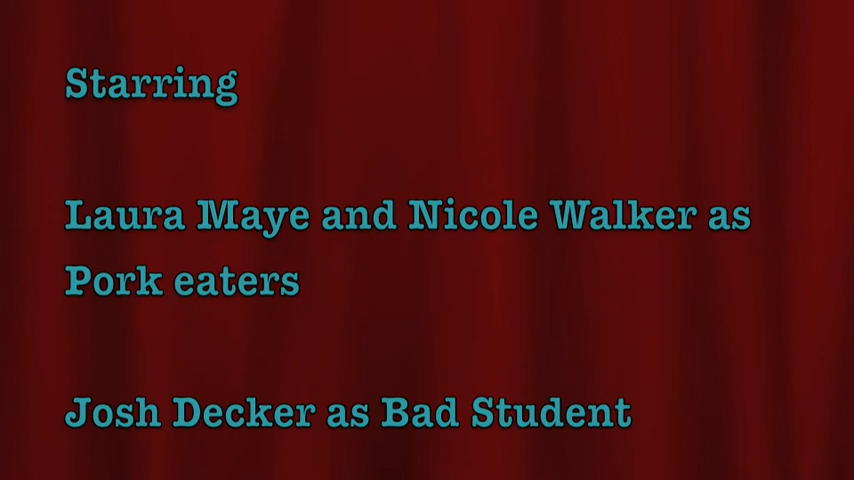 Starring
Laura Maye and Nicole Walker as
Pork eaters
Josh Decker as Bad Student